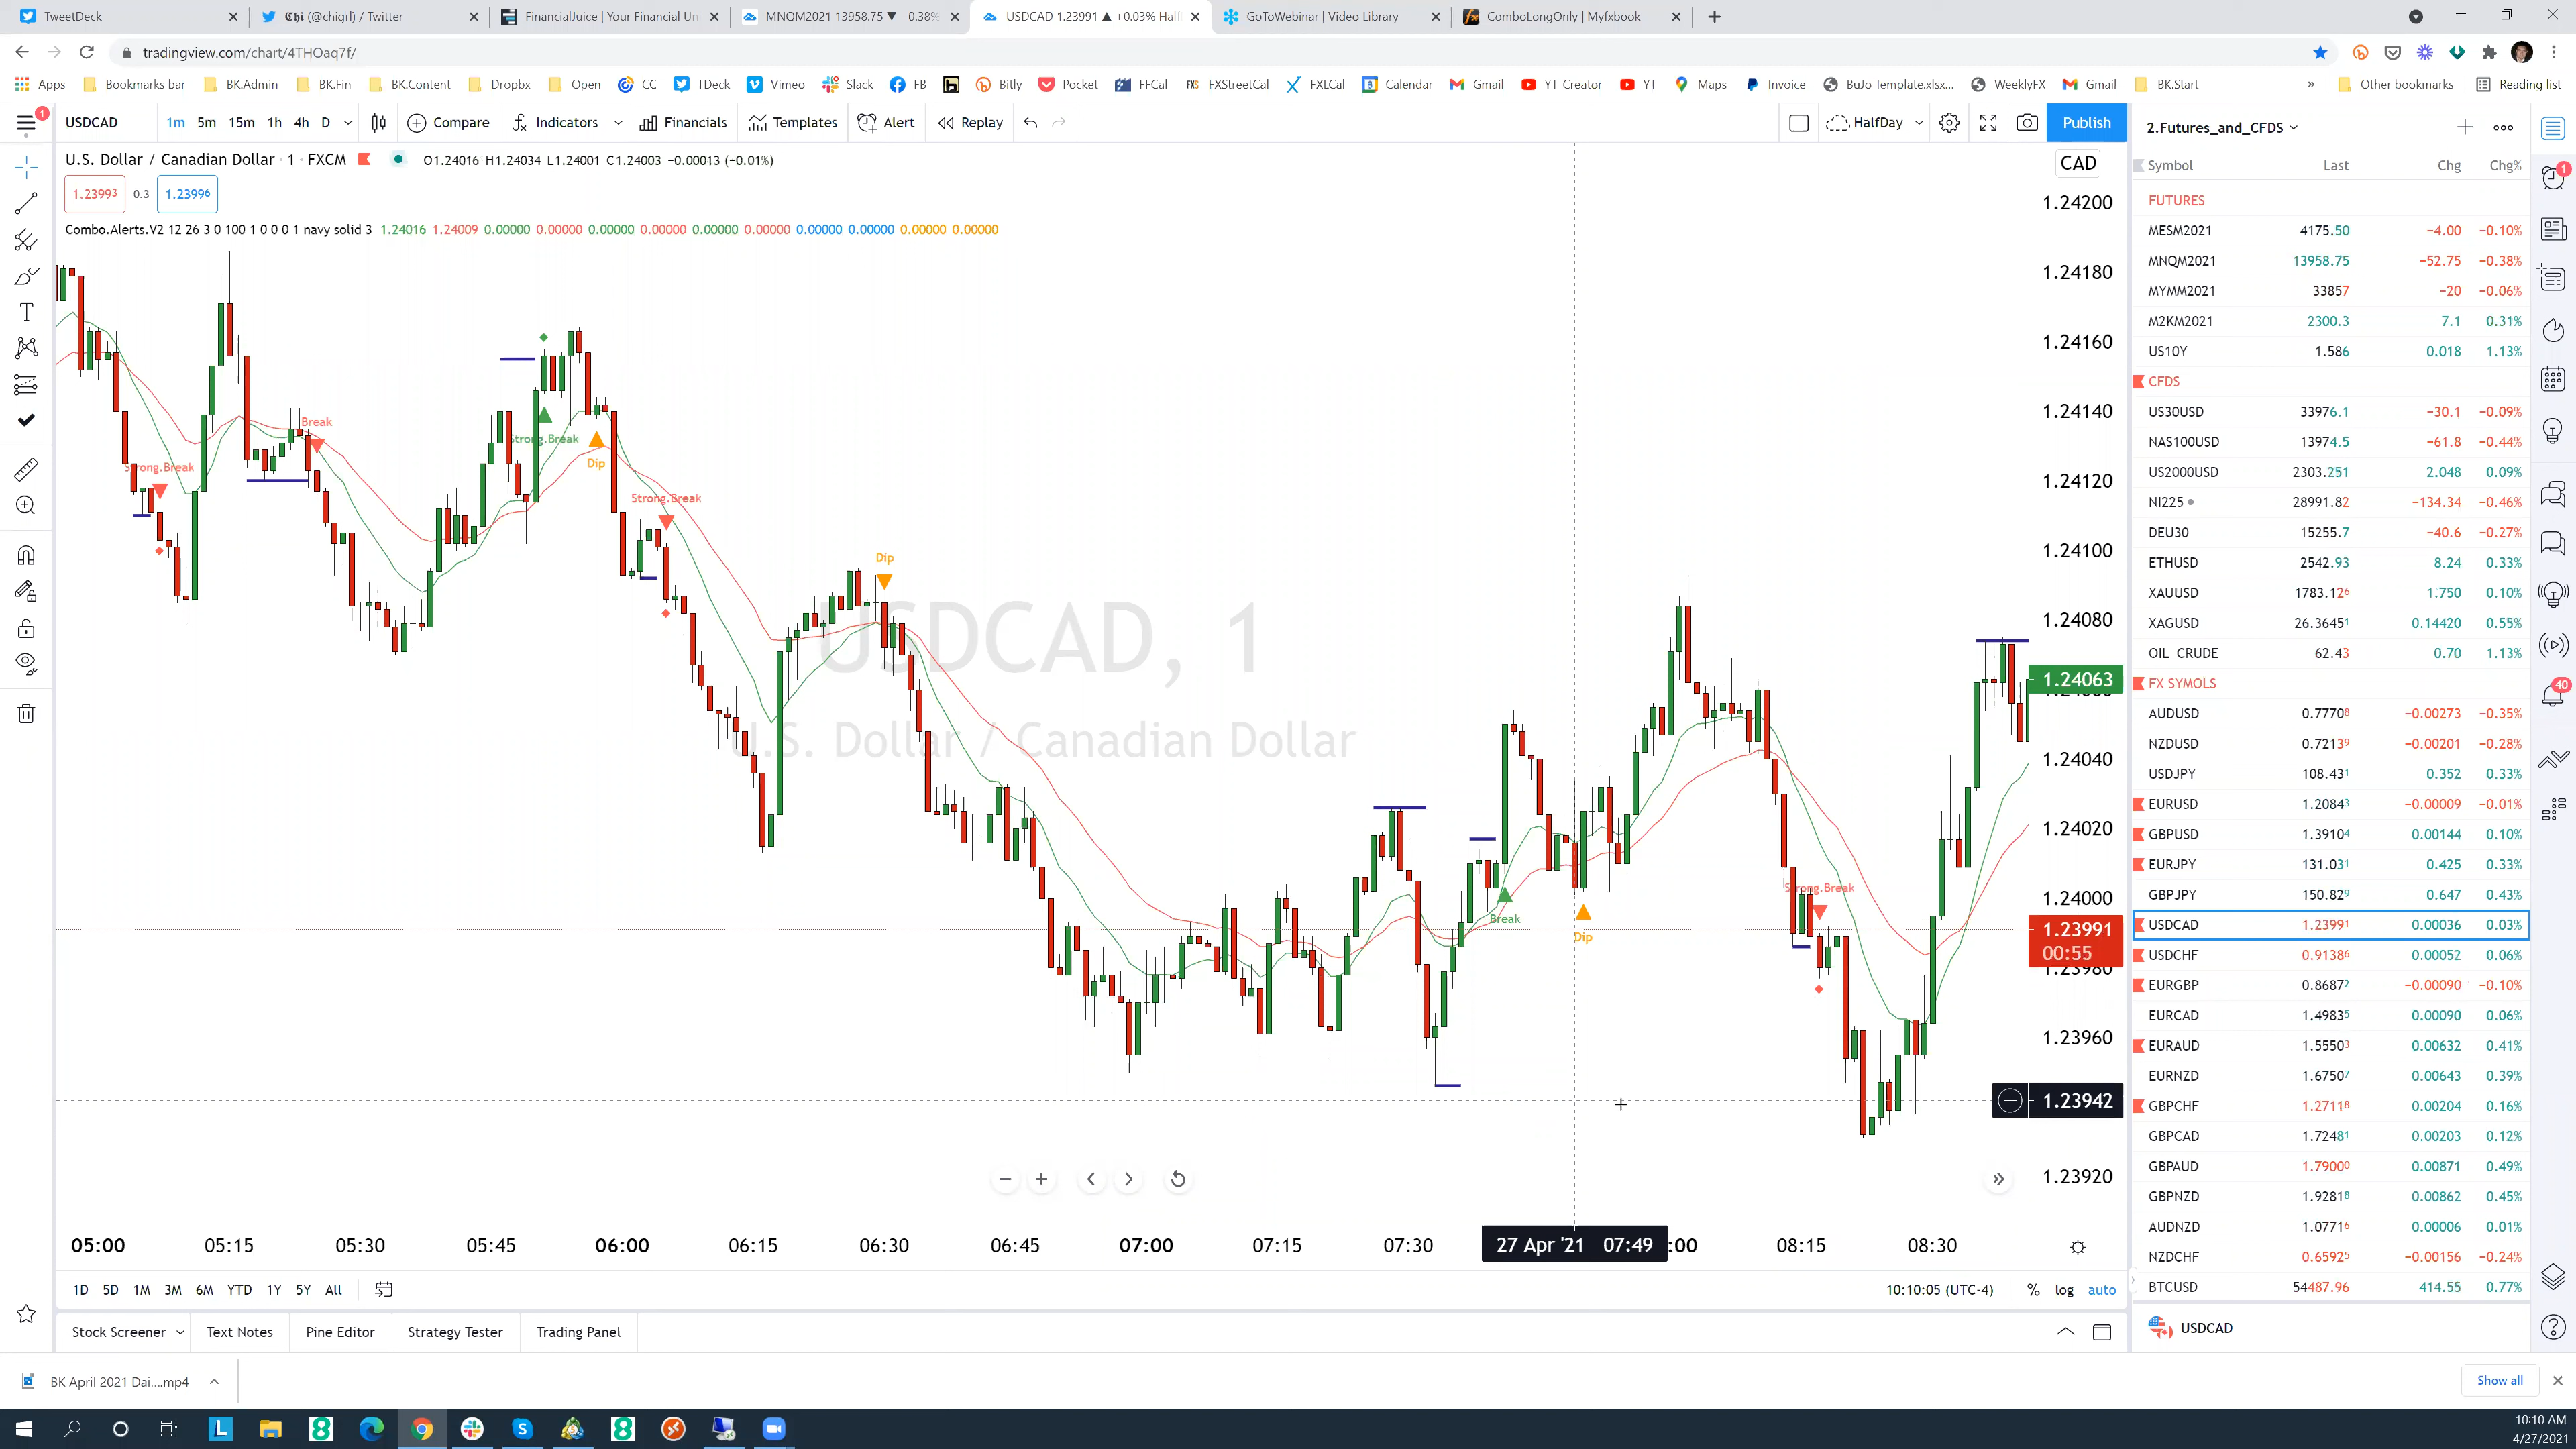 TweetDeck
Chi (@chigrl) / Twitter
FinancialJuice | Your Financial Uni
MNQM2021 13958.75 ▼ −0.38%
USDCAD 1.23991 ▲ +0.03% Half
GoToWebinar | Video Library
ComboLongOnly | Myfxbook
tradingview.com/chart/4THOaq7f/
Apps Bookmarks bar BK.Admin BK.Fin BK.Content Dropbx Open CC TDeck Vimeo Slack FB Bitly Pocket FFCal FXStreetCal FXLCal Calendar Gmail YT-Creator YT Maps Invoice BuJo Template.xlsx... WeeklyFX Gmail BK.Start » Other bookmarks Reading list
1 USDCAD 1m 5m 15m 1h 4h D Compare Indicators Financials Templates Alert Replay HalfDay Publish
U.S. Dollar / Canadian Dollar · 1 · FXCM O1.24016 H1.24034 L1.24001 C1.24003 −0.00013 (−0.01%)
1.23993 0.3 1.23996
Combo.Alerts.V2 12 26 3 0 100 1 0 0 0 1 navy solid 3 1.24016 1.24009 0.00000 0.00000 0.00000 0.00000 0.00000 0.00000 0.00000 0.00000 0.00000 0.00000
CAD
1.24200
1.24180
1.24160
1.24140
1.24120
1.24100
1.24080
1.24063
1.24040
1.24020
1.24000
1.23991
00:55
1.23980
1.23960
1.23942
1.23920
Strong.Break
Break
Strong.Break
Dip
Strong.Break
Dip
Break
Dip
Strong.Break
USDCAD, 1
U.S. Dollar / Canadian Dollar
05:00 05:15 05:30 05:45 06:00 06:15 06:30 06:45 07:00 07:15 07:30 27 Apr '21 07:49 :00 08:15 08:30
1D 5D 1M 3M 6M YTD 1Y 5Y All 10:10:05 (UTC-4) % log auto
Stock Screener Text Notes Pine Editor Strategy Tester Trading Panel
2.Futures_and_CFDS
Symbol Last Chg Chg%
FUTURES
MESM2021 4175.50 −4.00 −0.10%
MNQM2021 13958.75 −52.75 −0.38%
MYMM2021 33857 −20 −0.06%
M2KM2021 2300.3 7.1 0.31%
US10Y 1.586 0.018 1.13%
CFDS
US30USD 33976.1 −30.1 −0.09%
NAS100USD 13974.5 −61.8 −0.44%
US2000USD 2303.251 2.048 0.09%
NI225 28991.82 −134.34 −0.46%
DEU30 15255.7 −40.6 −0.27%
ETHUSD 2542.93 8.24 0.33%
XAUUSD 1783.126 1.750 0.10%
XAGUSD 26.36451 0.14420 0.55%
OIL_CRUDE 62.43 0.70 1.13%
FX SYMOLS
AUDUSD 0.77708 −0.00273 −0.35%
NZDUSD 0.72139 −0.00201 −0.28%
USDJPY 108.431 0.352 0.33%
EURUSD 1.20843 −0.00009 −0.01%
GBPUSD 1.39104 0.00144 0.10%
EURJPY 131.031 0.425 0.33%
GBPJPY 150.829 0.647 0.43%
USDCAD 1.23991 0.00036 0.03%
USDCHF 0.91386 0.00052 0.06%
EURGBP 0.86872 −0.00090 −0.10%
EURCAD 1.49835 0.00090 0.06%
EURAUD 1.55503 0.00632 0.41%
EURNZD 1.67507 0.00643 0.39%
GBPCHF 1.27118 0.00204 0.16%
GBPCAD 1.72481 0.00203 0.12%
GBPAUD 1.79000 0.00871 0.49%
GBPNZD 1.92818 0.00862 0.45%
AUDNZD 1.07716 0.00006 0.01%
NZDCHF 0.65925 −0.00156 −0.24%
BTCUSD 54487.96 414.55 0.77%
USDCAD
1
40
BK April 2021 Dai....mp4 Show all
10:10 AM
4/27/2021